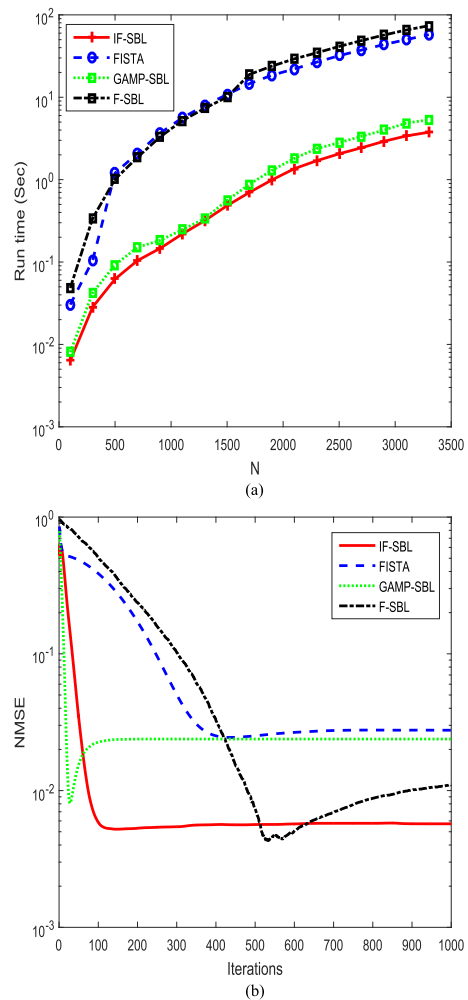 10^2
10^1
10^0
10^-1
10^-2
10^-3
Run time (Sec)
IF-SBL
FISTA
GAMP-SBL
F-SBL
0 500 1000 1500 2000 2500 3000 3500
N
(a)
10^0
10^-1
10^-2
10^-3
NMSE
IF-SBL
FISTA
GAMP-SBL
F-SBL
0 100 200 300 400 500 600 700 800 900 1000
Iterations
(b)